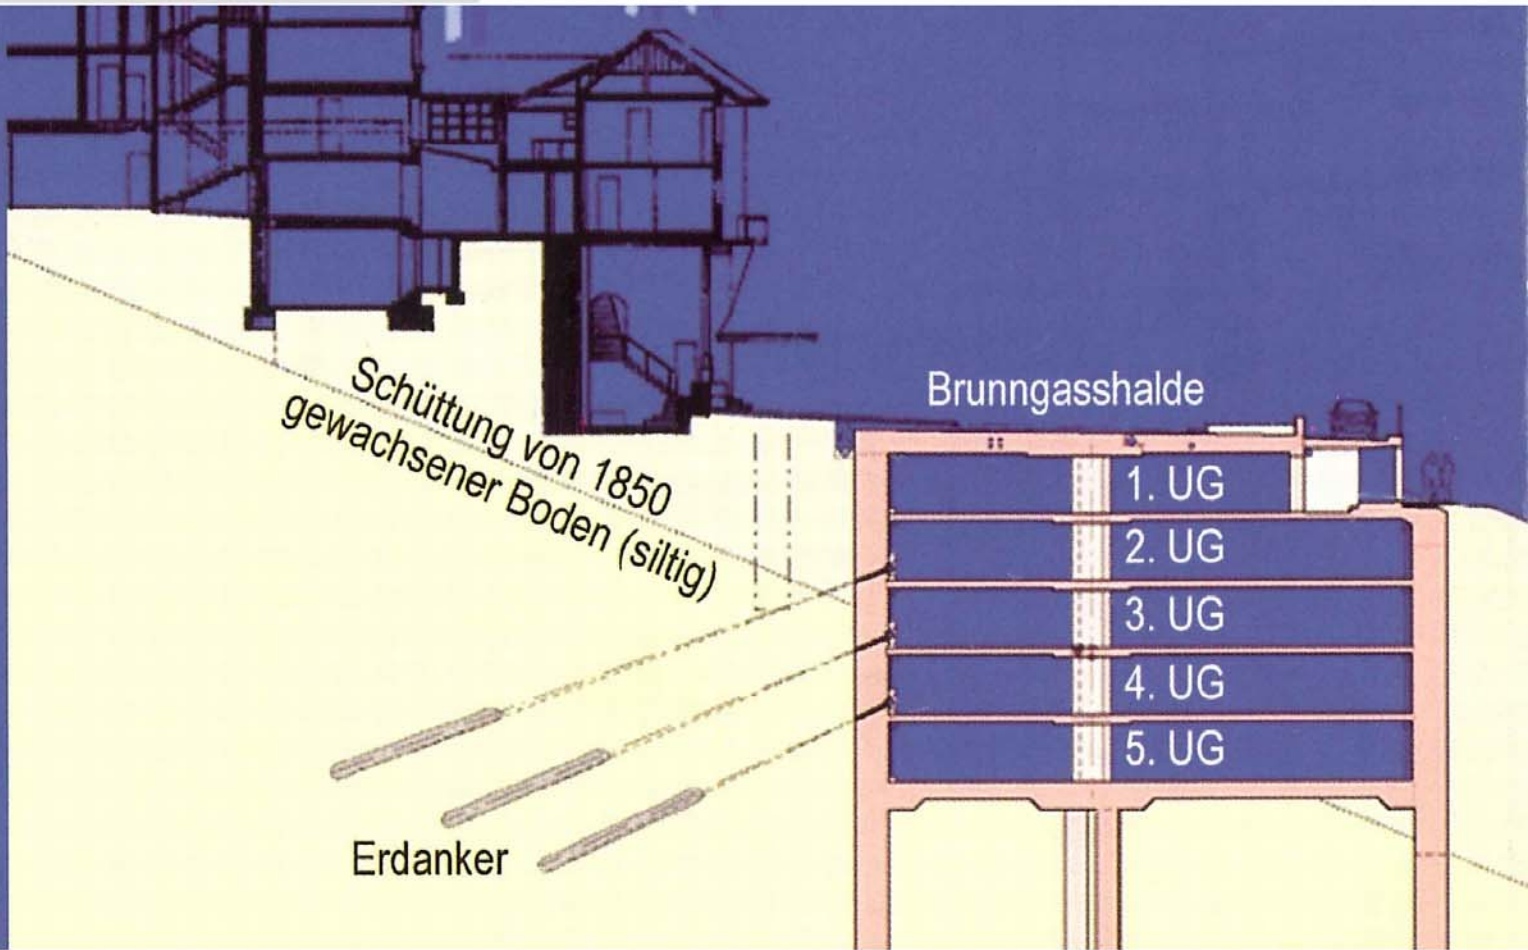 Brunngasshalde
Schüttung von 1850
gewachsener Boden (siltig)
1. UG
2. UG
3. UG
4. UG
5. UG
Erdanker